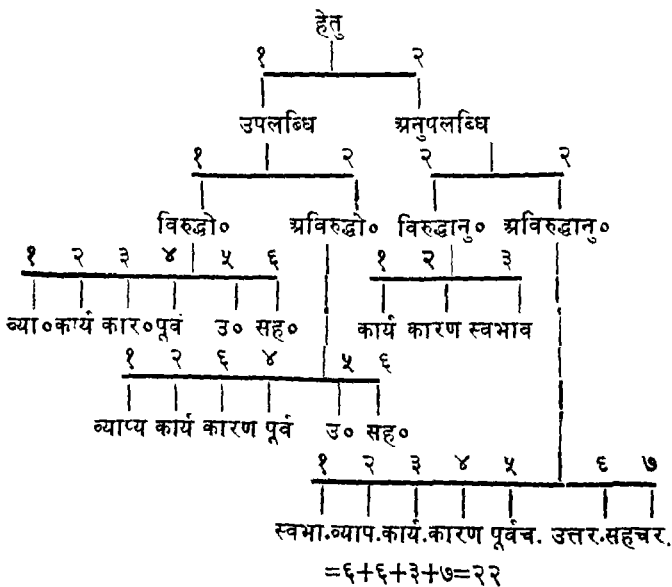 हेतु
१ २
उपलब्धि अनुपलब्धि
१ २ २ २
विरुद्धो० अविरुद्धो० विरुद्धानु० अविरुद्धानु०
१ २ ३ ४ ५ ६ १ २ ३
व्या०कार्य कार०पूर्व उ० सह० कार्य कारण स्वभाव
१ २ ६ ४ ५ ६
व्याप्य कार्य कारण पूर्व उ० सह०
१ २ ३ ४ ५ ६ ७
स्वभा.व्याप.कार्य.कारण पूर्वच. उत्तर.सहचर.
=६+६+३+७=२२